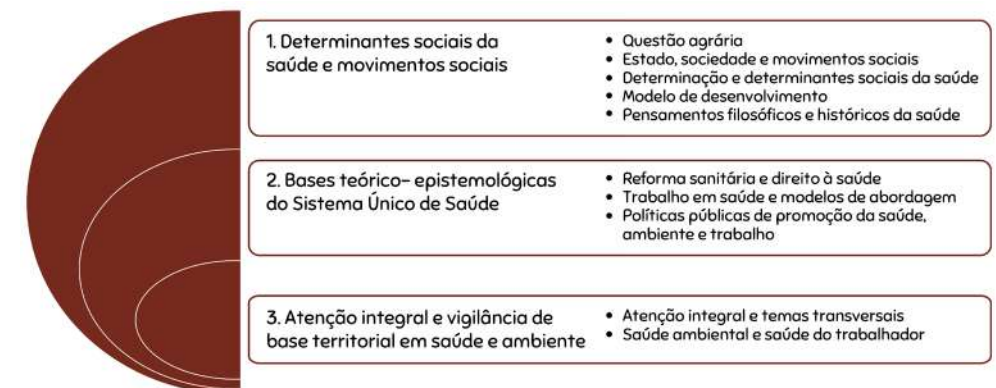 1. Determinantes sociais da
saúde e movimentos sociais
• Questão agrária
• Estado, sociedade e movimentos sociais
• Determinação e determinantes sociais da saúde
• Modelo de desenvolvimento
• Pensamentos filosóficos e históricos da saúde
2. Bases teórico- epistemológicas
do Sistema Único de Saúde
• Reforma sanitária e direito à saúde
• Trabalho em saúde e modelos de abordagem
• Políticas públicas de promoção da saúde,
ambiente e trabalho
3. Atenção integral e vigilância de
base territorial em saúde e ambiente
• Atenção integral e temas transversais
• Saúde ambiental e saúde do trabalhador